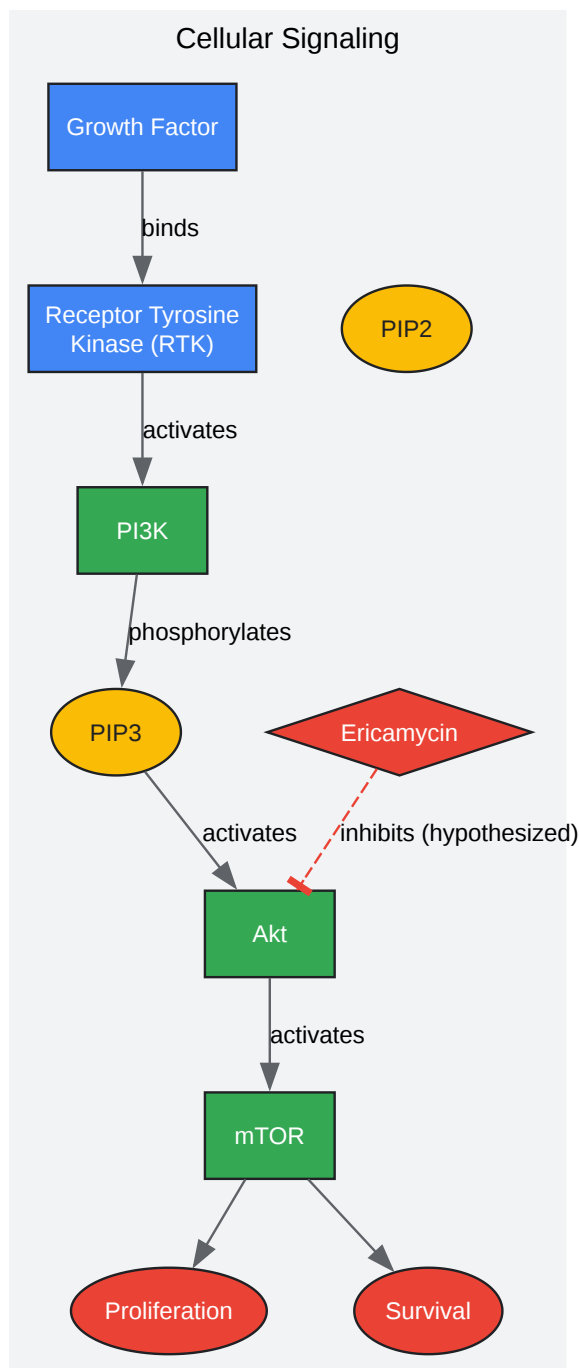 Cellular Signaling
Growth Factor
binds
Receptor Tyrosine
Kinase (RTK)
PIP2
activates
PI3K
phosphorylates
PIP3
Ericamycin
activates
inhibits (hypothesized)
Akt
activates
mTOR
Proliferation
Survival